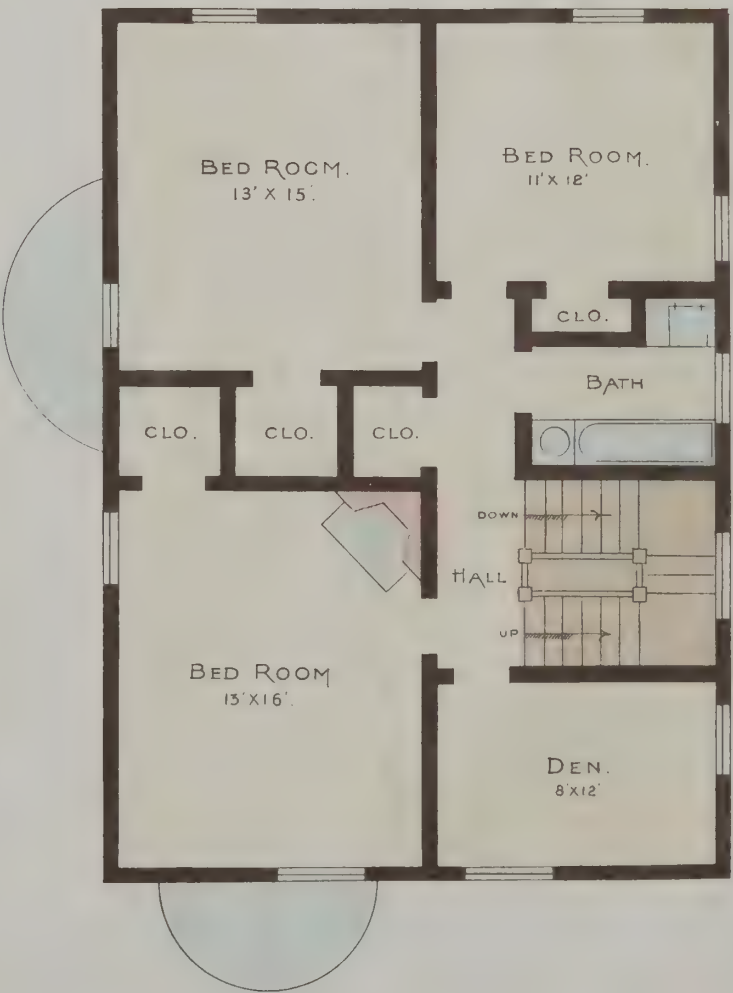 BED ROOM.
13' X 15'.
BED ROOM.
11' X 12'
CLO.
BATH
CLO.
CLO.
CLO.
DOWN
HALL
UP
BED ROOM
13' X 16'.
DEN.
8' X 12'